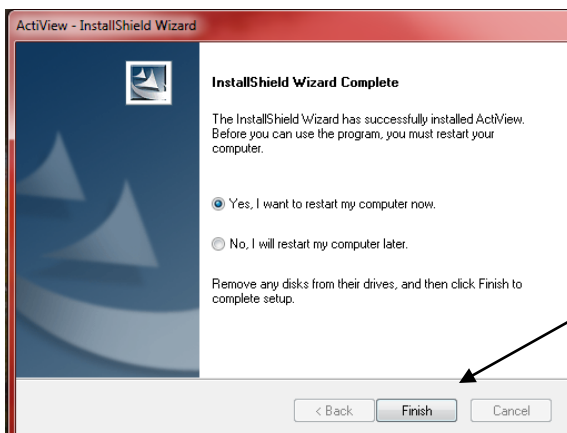 ActiView - InstallShield Wizard
InstallShield Wizard Complete
The InstallShield Wizard has successfully installed ActiView.
Before you can use the program, you must restart your
computer.
Yes, I want to restart my computer now.
No, I will restart my computer later.
Remove any disks from their drives, and then click Finish to
complete setup.
< Back Finish Cancel